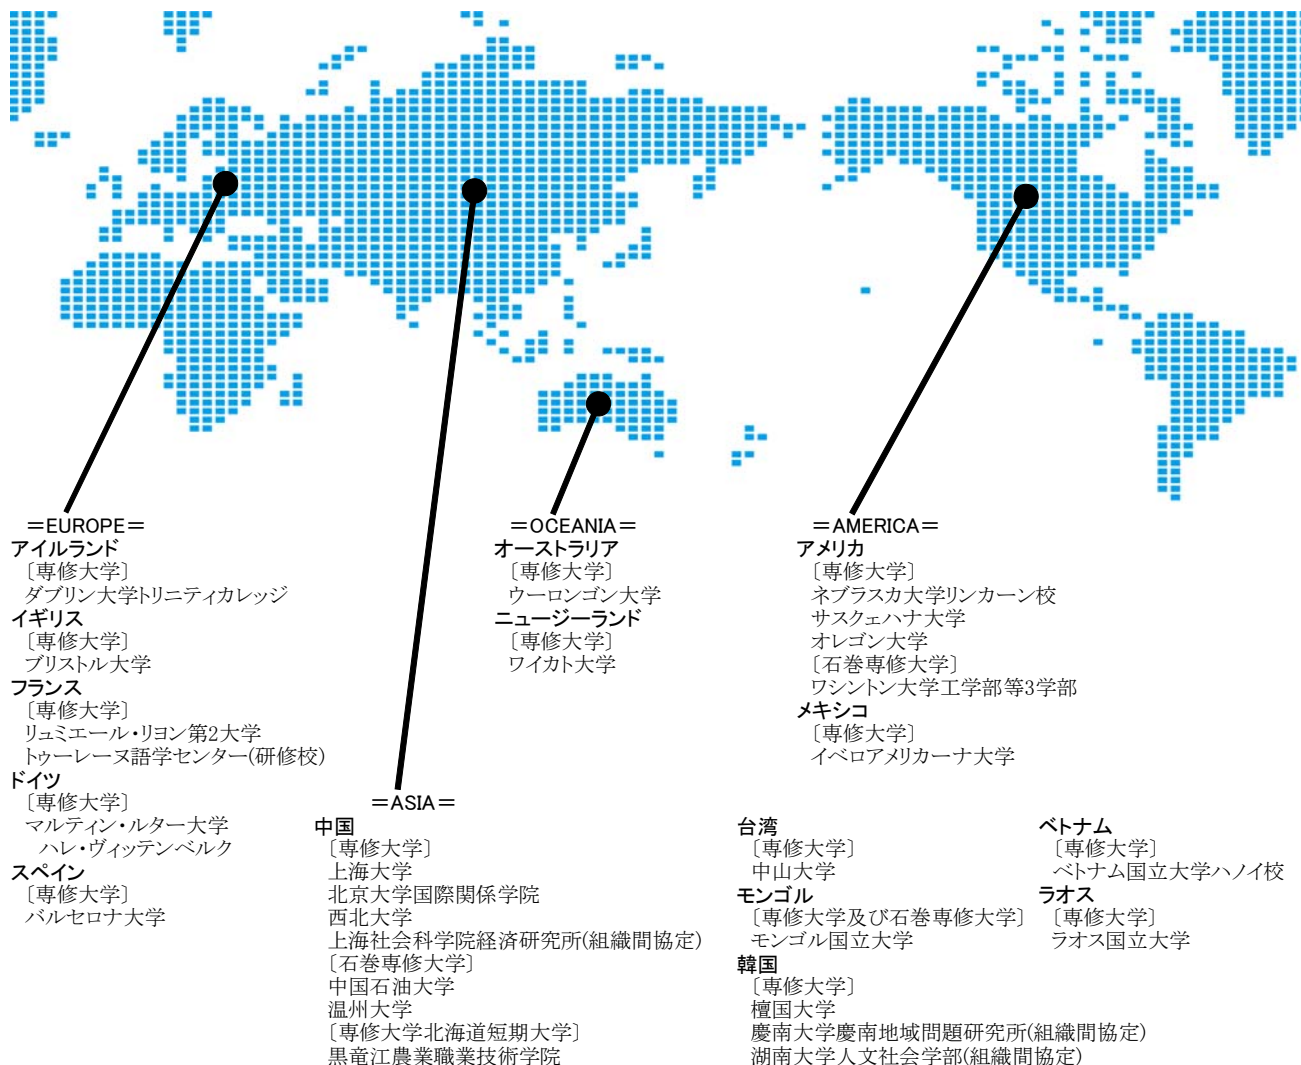 =EUROPE=
アイルランド
〔専修大学〕
ダブリン大学トリニティカレッジ
イギリス
〔専修大学〕
ブリストル大学
フランス
〔専修大学〕
リュミエール・リヨン第2大学
トゥーレーヌ語学センター(研修校)
ドイツ
〔専修大学〕
マルティン・ルター大学
ハレ・ヴィッテンベルク
スペイン
〔専修大学〕
バルセロナ大学
=OCEANIA=
オーストラリア
〔専修大学〕
ウーロンゴン大学
ニュージーランド
〔専修大学〕
ワイカト大学
=AMERICA=
アメリカ
〔専修大学〕
ネブラスカ大学リンカーン校
サスクェハナ大学
オレゴン大学
〔石巻専修大学〕
ワシントン大学工学部等3学部
メキシコ
〔専修大学〕
イベロアメリカーナ大学
=ASIA=
中国
〔専修大学〕
上海大学
北京大学国際関係学院
西北大学
上海社会科学院経済研究所(組織間協定)
〔石巻専修大学〕
中国石油大学
温州大学
〔専修大学北海道短期大学〕
黒竜江農業職業技術学院
台湾
〔専修大学〕
中山大学
モンゴル
〔専修大学及び石巻専修大学〕
モンゴル国立大学
韓国
〔専修大学〕
檀国大学
慶南大学慶南地域問題研究所(組織間協定)
湖南大学人文社会学部(組織間協定)
ベトナム
〔専修大学〕
ベトナム国立大学ハノイ校
ラオス
〔専修大学〕
ラオス国立大学